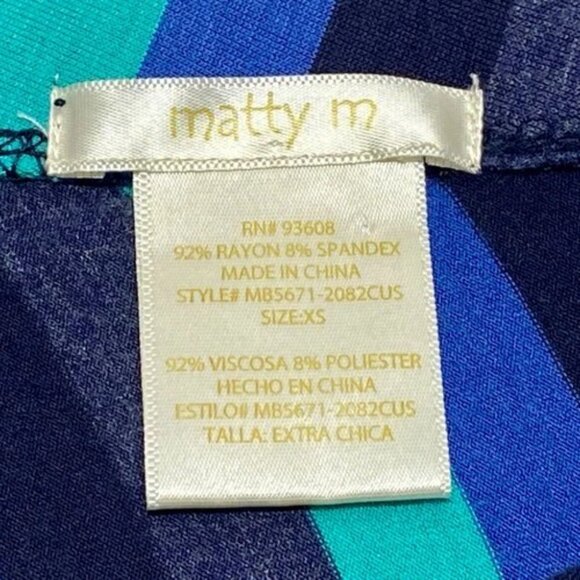 matty m
RN# 93608
92% RAYON 8% SPANDEX
MADE IN CHINA
STYLE# MB5671-2082CUS
SIZE:XS
92% VISCOSA 8% POLIESTER
HECHO EN CHINA
ESTILO# MB5671-2082CUS
TALLA: EXTRA CHICA